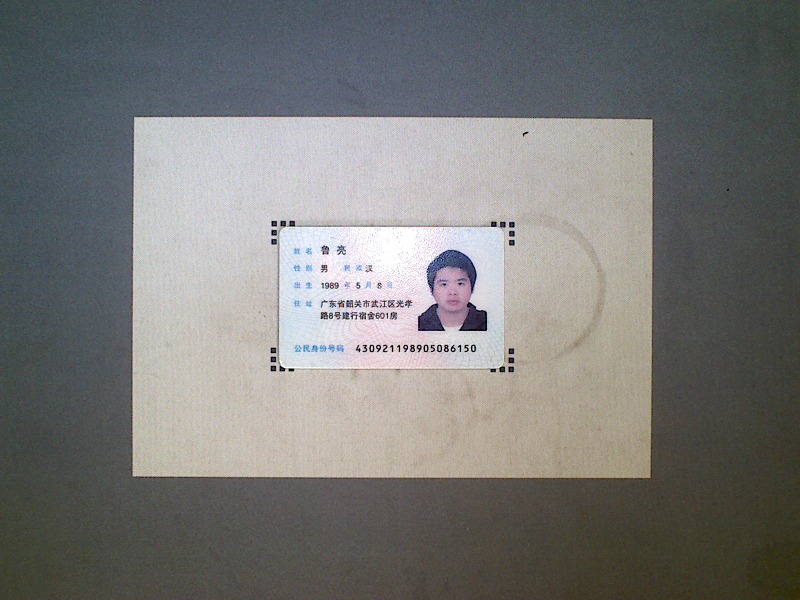 姓名 鲁亮
性别 男 民族 汉
出生 1989 年 5 月 8 日
住址 广东省韶关市武江区光孝
路8号建行宿舍601房
公民身份号码 430921198905086150